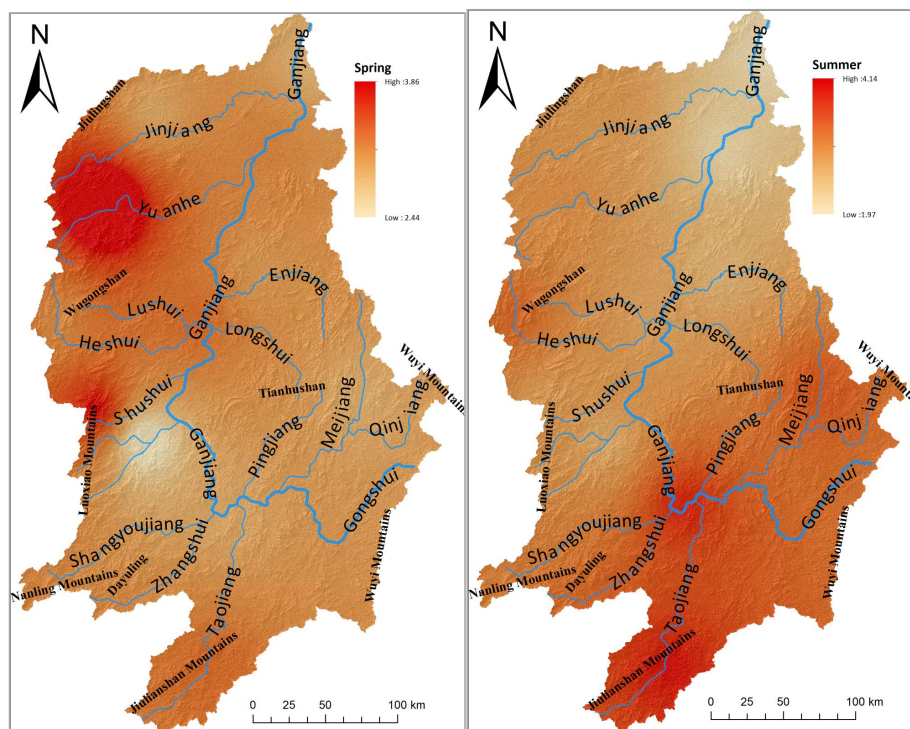 N
Spring
High :3.86
Low : 2.44
Ganjiang
Jiulingshan
Jinjiang
Yuanhe
Wugongshan
Lushui
Heshui
Ganjiang
Enjiang
Longshui
Wuyi Mountains
Tianhushan
Shushui
Meijiang
Qinjiang
Luoxiao Mountains
Ganjiang
Pingjiang
Gongshui
Shangyoujiang
Zhangshui
Nanling Mountains
Dayuling
Wuyi Mountains
Taojiang
Jiulianshan Mountains
0 25 50 100 km
N
Summer
High :4.14
Low :1.97
Ganjiang
Jiulingshan
Jinjiang
Yuanhe
Wugongshan
Lushui
Heshui
Ganjiang
Enjiang
Longshui
Wuyi Mountains
Tianhushan
Shushui
Meijiang
Qinjiang
Luoxiao Mountains
Ganjiang
Pingjiang
Gongshui
Shangyoujiang
Zhangshui
Nanling Mountains
Dayuling
Wuyi Mountains
Taojiang
Jiulianshan Mountains
0 25 50 100 km